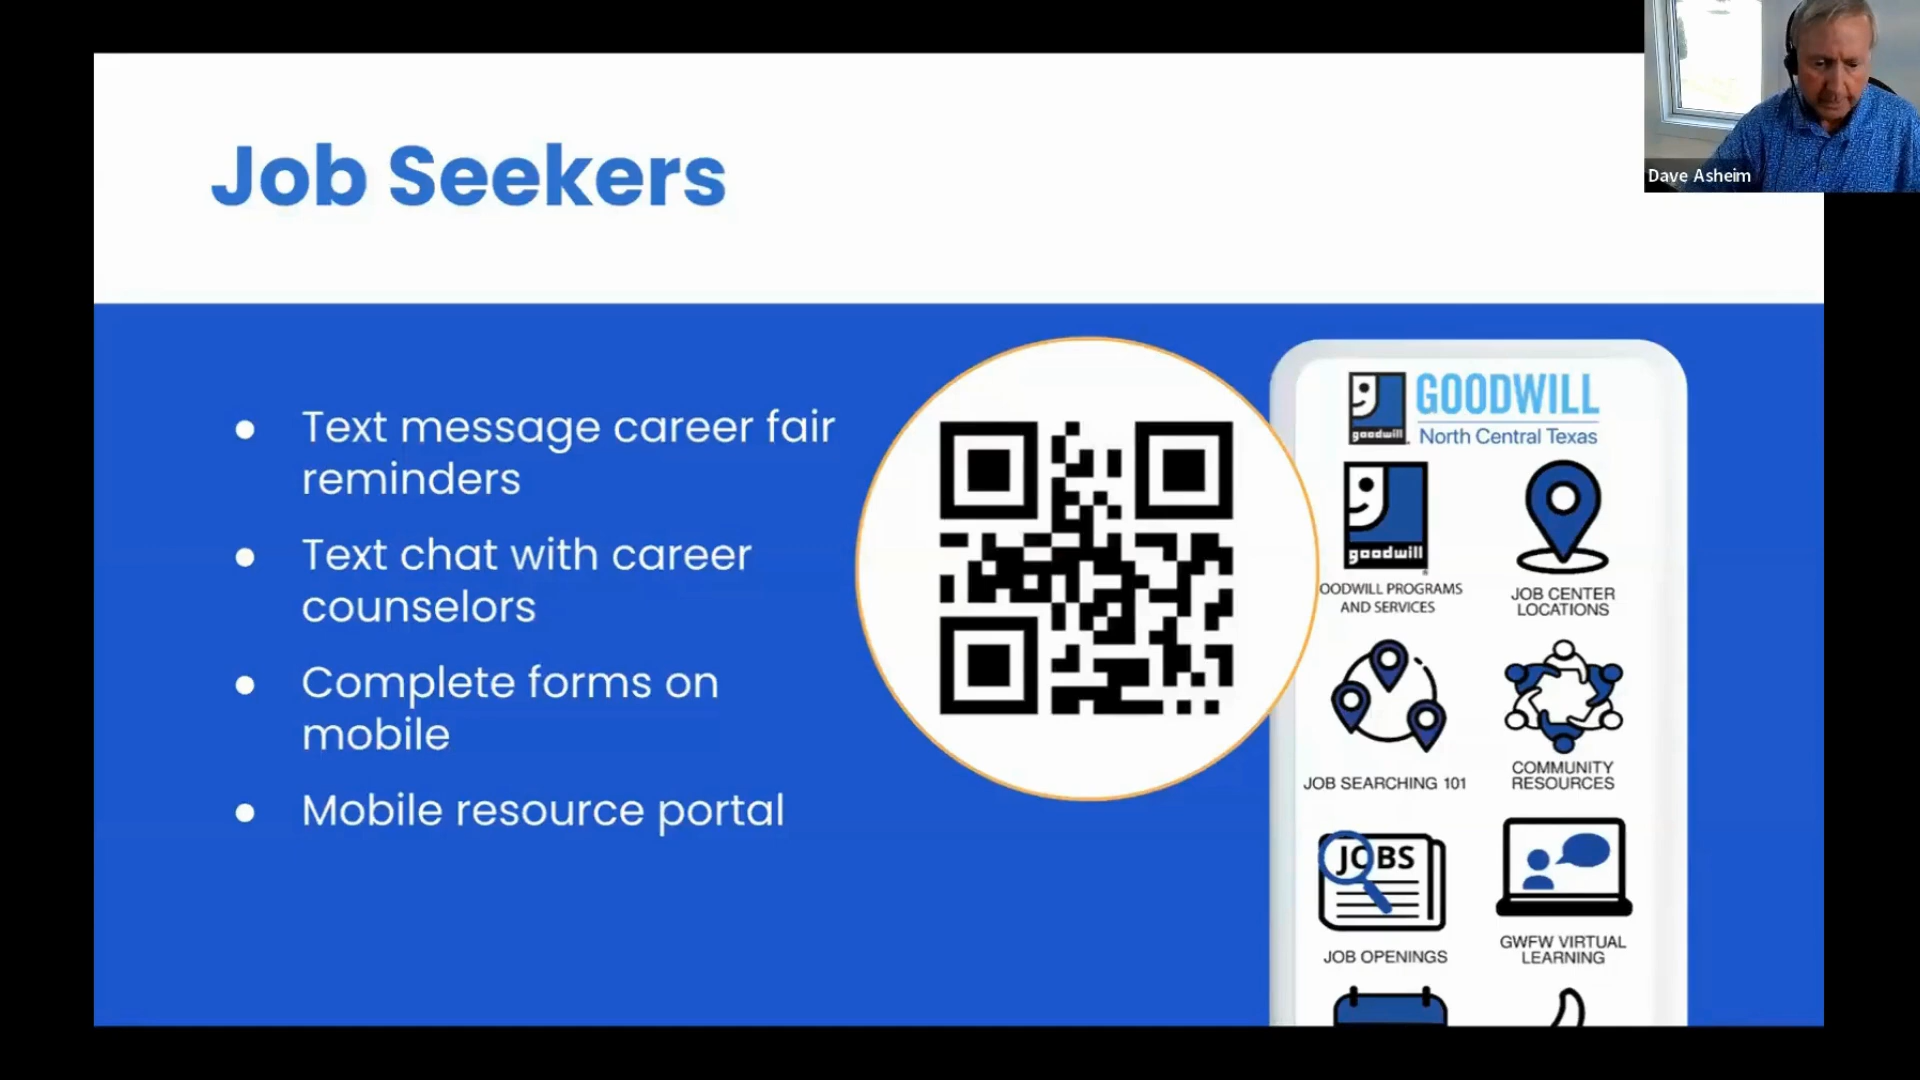 Job Seekers
Dave Asheim
Text message career fair
reminders
Text chat with career
counselors
Complete forms on
mobile
Mobile resource portal
goodwill
GOODWILL
North Central Texas
goodwill
OODWILL PROGRAMS
AND SERVICES
JOB CENTER
LOCATIONS
JOB SEARCHING 101
COMMUNITY
RESOURCES
JOBS
JOB OPENINGS
GWFW VIRTUAL
LEARNING